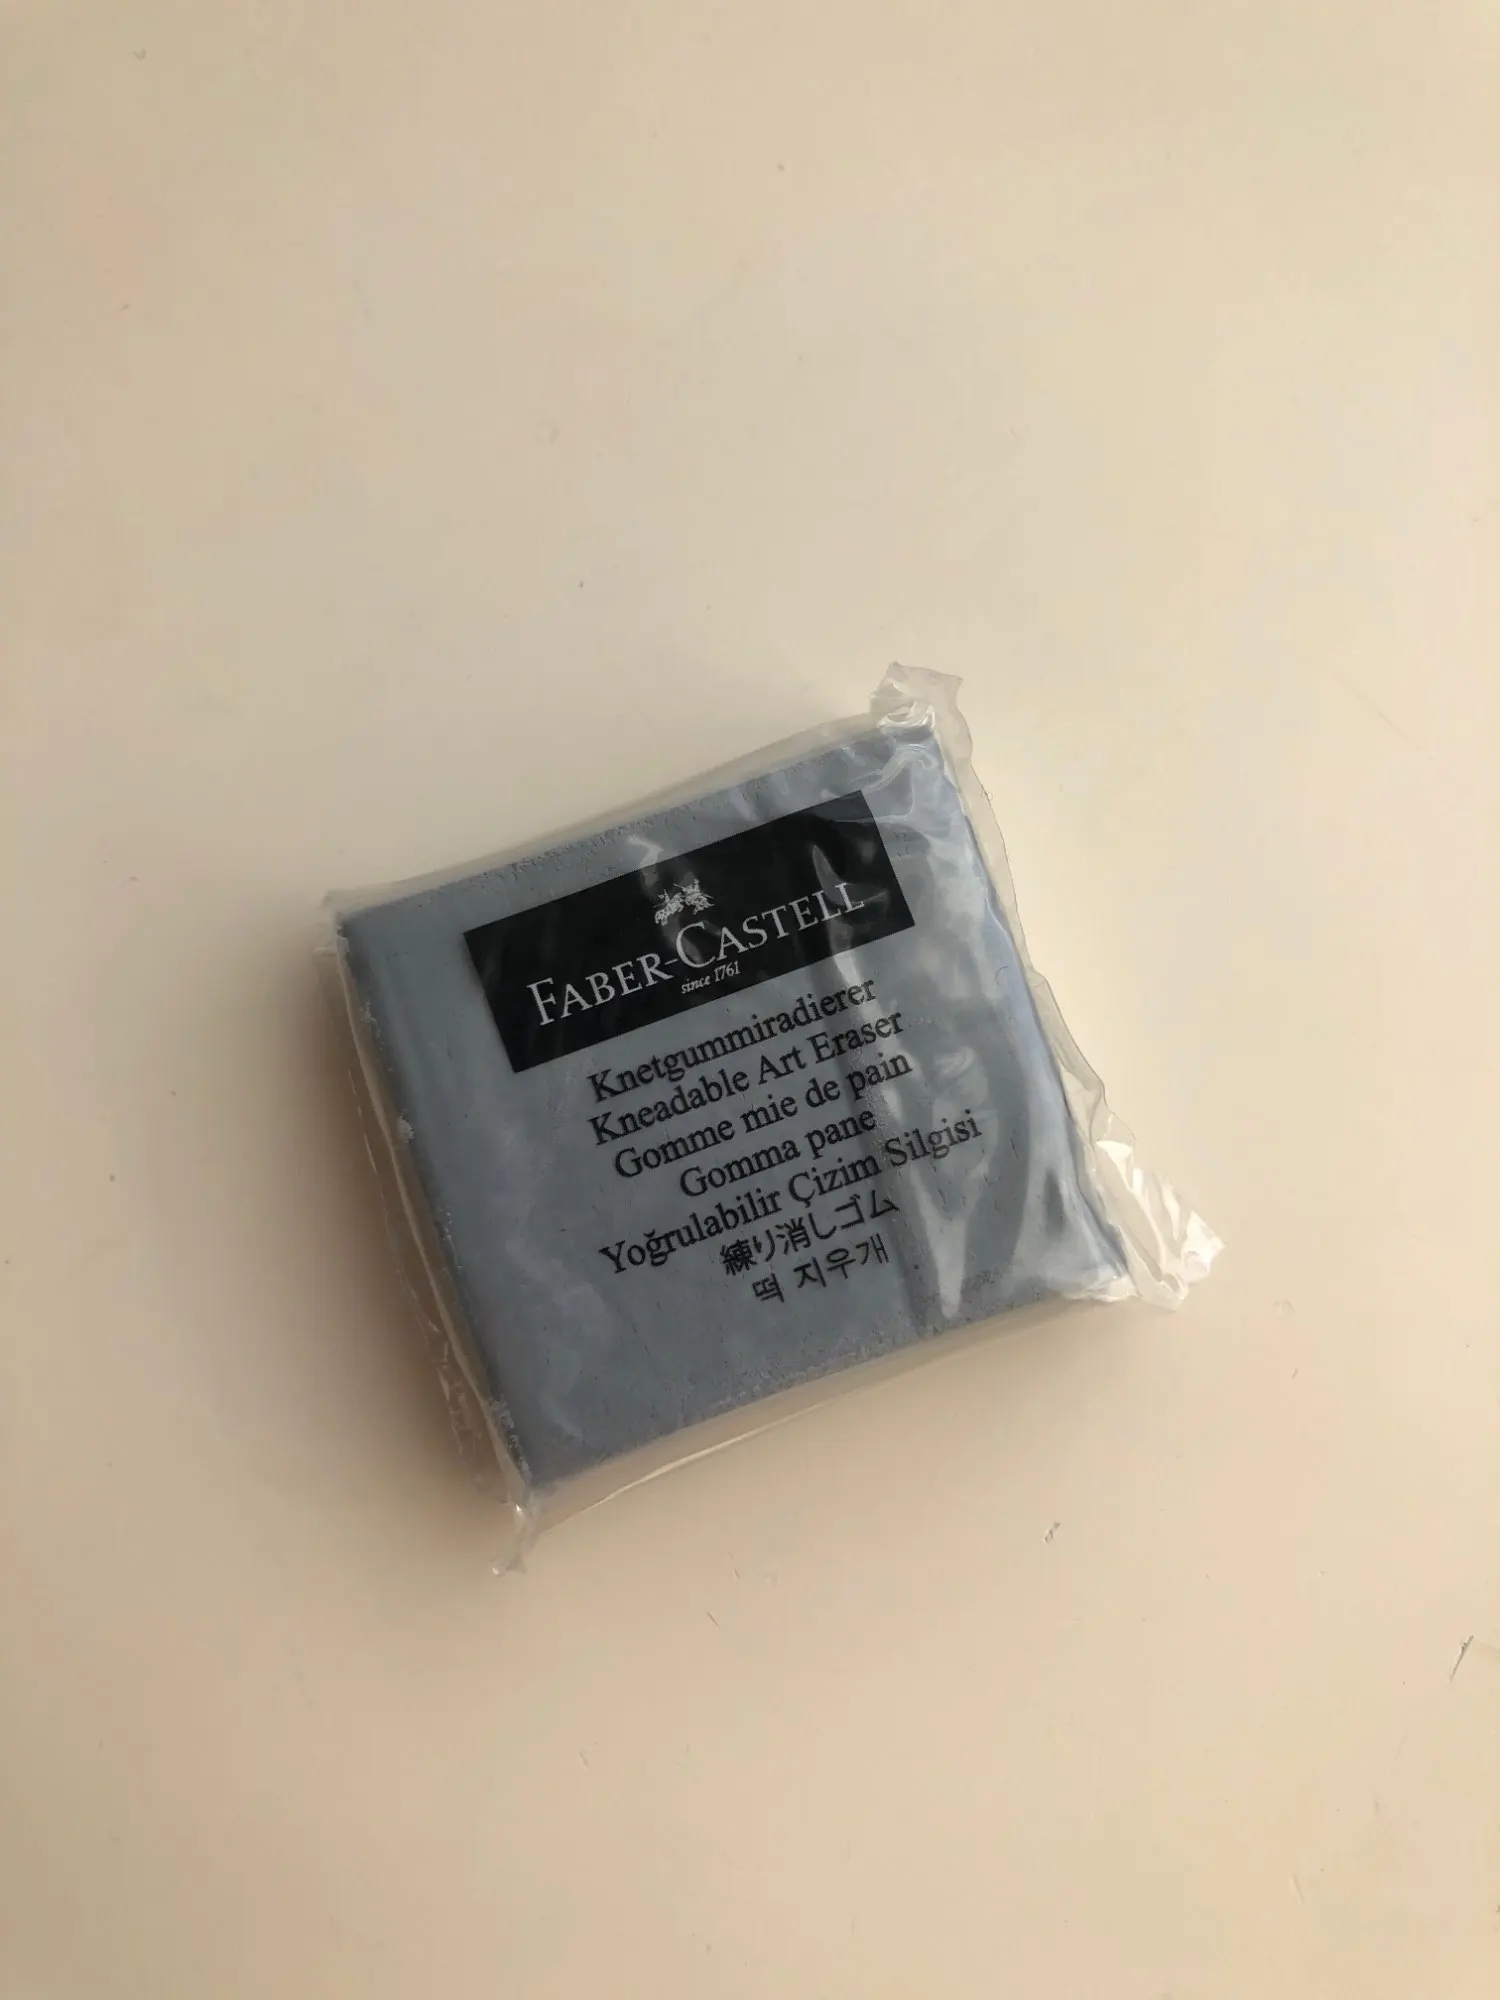 FABER-CASTELL
since 1761
Knetgummiradierer
Kneadable Art Eraser
Gomme mie de pain
Gomma pane
Yoğrulabilir Çizim Silgisi
練り消しゴム
떡 지우개